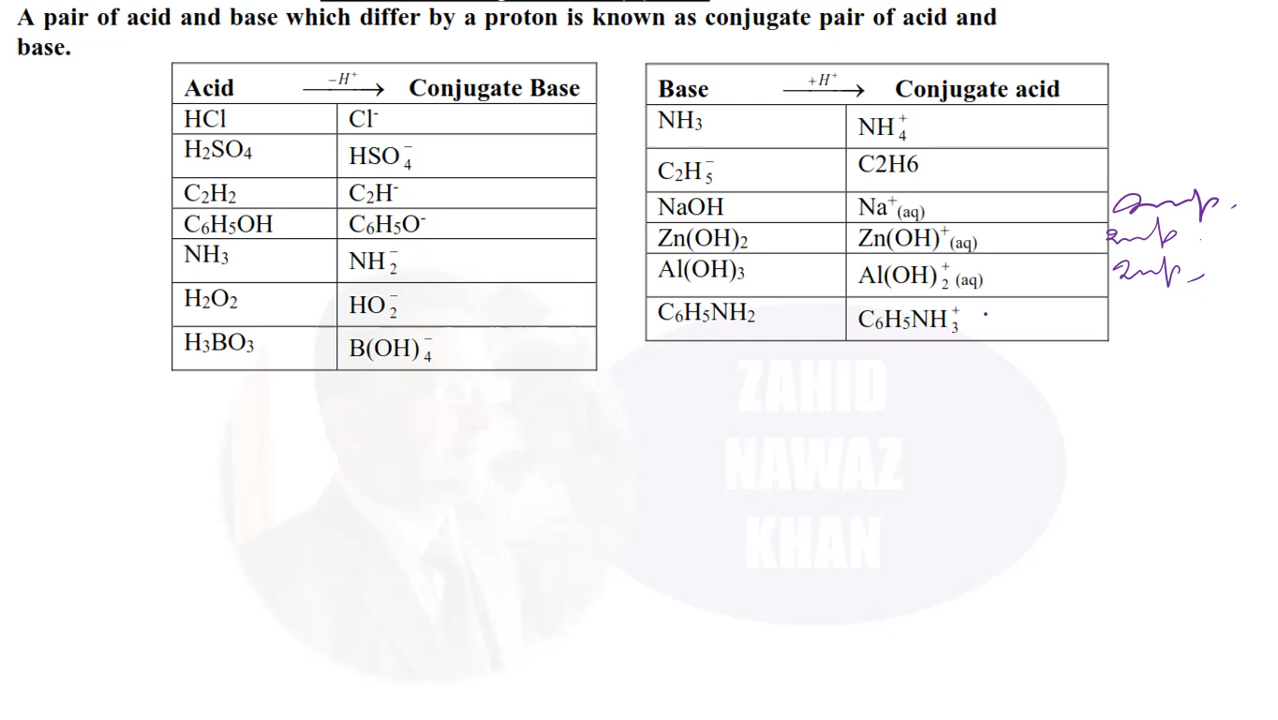 A pair of acid and base which differ by a proton is known as conjugate pair of acid and
base.
Acid —H⁺→ Conjugate Base
HCl Cl⁻
H₂SO₄ HSO₄⁻
C₂H₂ C₂H⁻
C₆H₅OH C₆H₅O⁻
NH₃ NH₂⁻
H₂O₂ HO₂⁻
H₃BO₃ B(OH)₄⁻
Base +H⁺→ Conjugate acid
NH₃ NH₄⁺
C₂H₅⁻ C2H6
NaOH Na⁺(aq)
Zn(OH)₂ Zn(OH)⁺(aq)
Al(OH)₃ Al(OH)₂⁺(aq)
C₆H₅NH₂ C₆H₅NH₃⁺
ZAHID
NAWAZ
KHAN